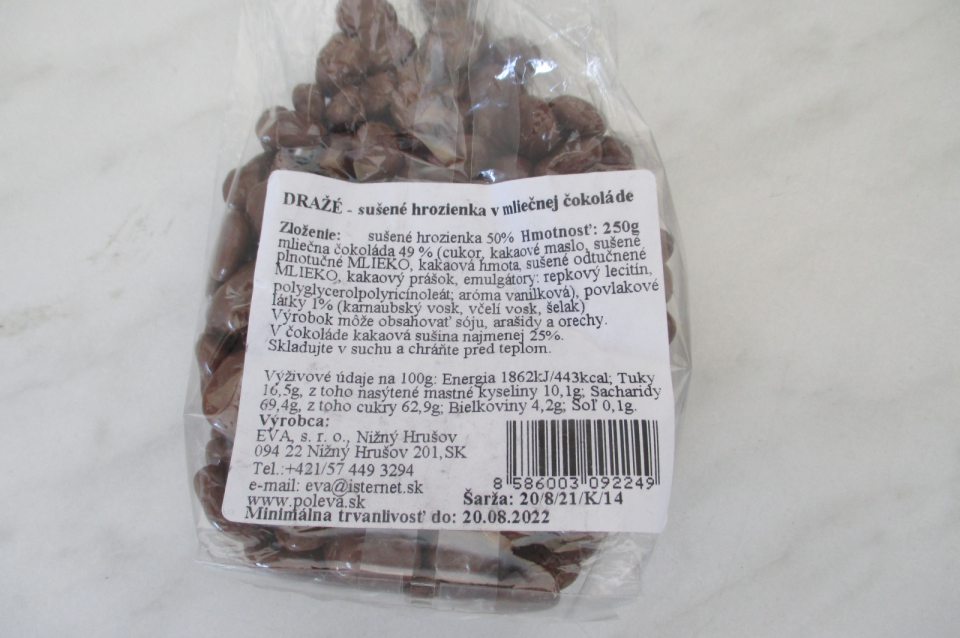 DRAŽÉ - sušené hrozienka v mliečnej čokoláde
Zloženie: sušené hrozienka 50% Hmotnosť: 250g
mliečna čokoláda 49 % (cukor, kakaové maslo, sušené
plnotučné MLIEKO, kakaová hmota, sušené odtučnené
MLIEKO, kakaový prášok, emulgátory: repkový lecitín,
polyglycerolpolyricínoleát; aróma vanilková), povlakové
látky 1% (karnaubský vosk, včelí vosk, šelak)
Výrobok môže obsahovať sóju, arašidy a orechy.
V čokoláde kakaová sušina najmenej 25%.
Skladujte v suchu a chráňte pred teplom.
Výživové údaje na 100g: Energia 1862kJ/443kcal; Tuky
16,5g, z toho nasýtené mastné kyseliny 10,1g; Sacharidy
69,4g, z toho cukry 62,9g; Bielkoviny 4,2g; Soľ 0,1g.
Výrobca:
EVA, s. r. o., Nižný Hrušov
094 22 Nižný Hrušov 201,SK
Tel.:+421/57 449 3294
e-mail: eva@isternet.sk
www.poleva.sk
8 586003 092249
Šarža: 20/8/21/K/14
Minimálna trvanlivosť do: 20.08.2022